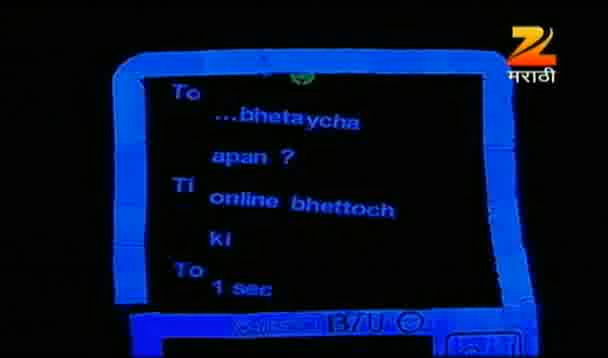 मराठी
To
...bhetaycha
apan ?
Ti
online bhettoch
ki
To
1 sec
B/U